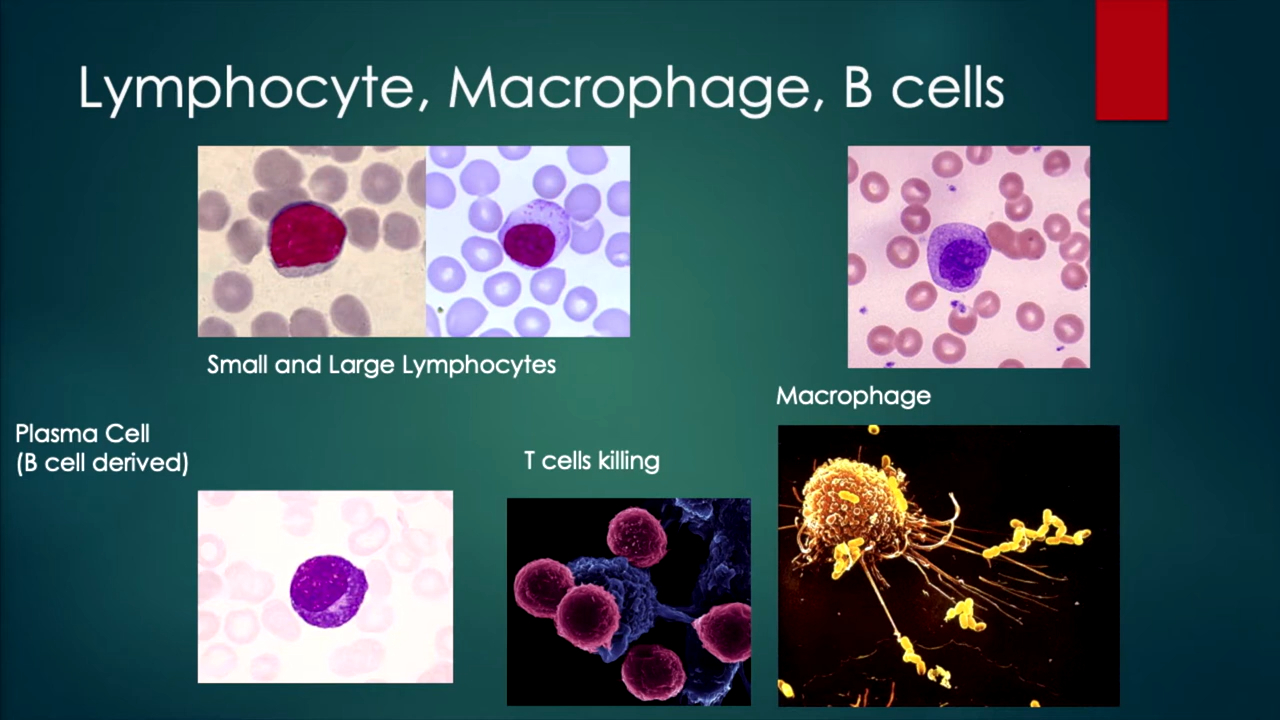 Lymphocyte, Macrophage, B cells
Small and Large Lymphocytes
Macrophage
Plasma Cell
(B cell derived)
T cells killing